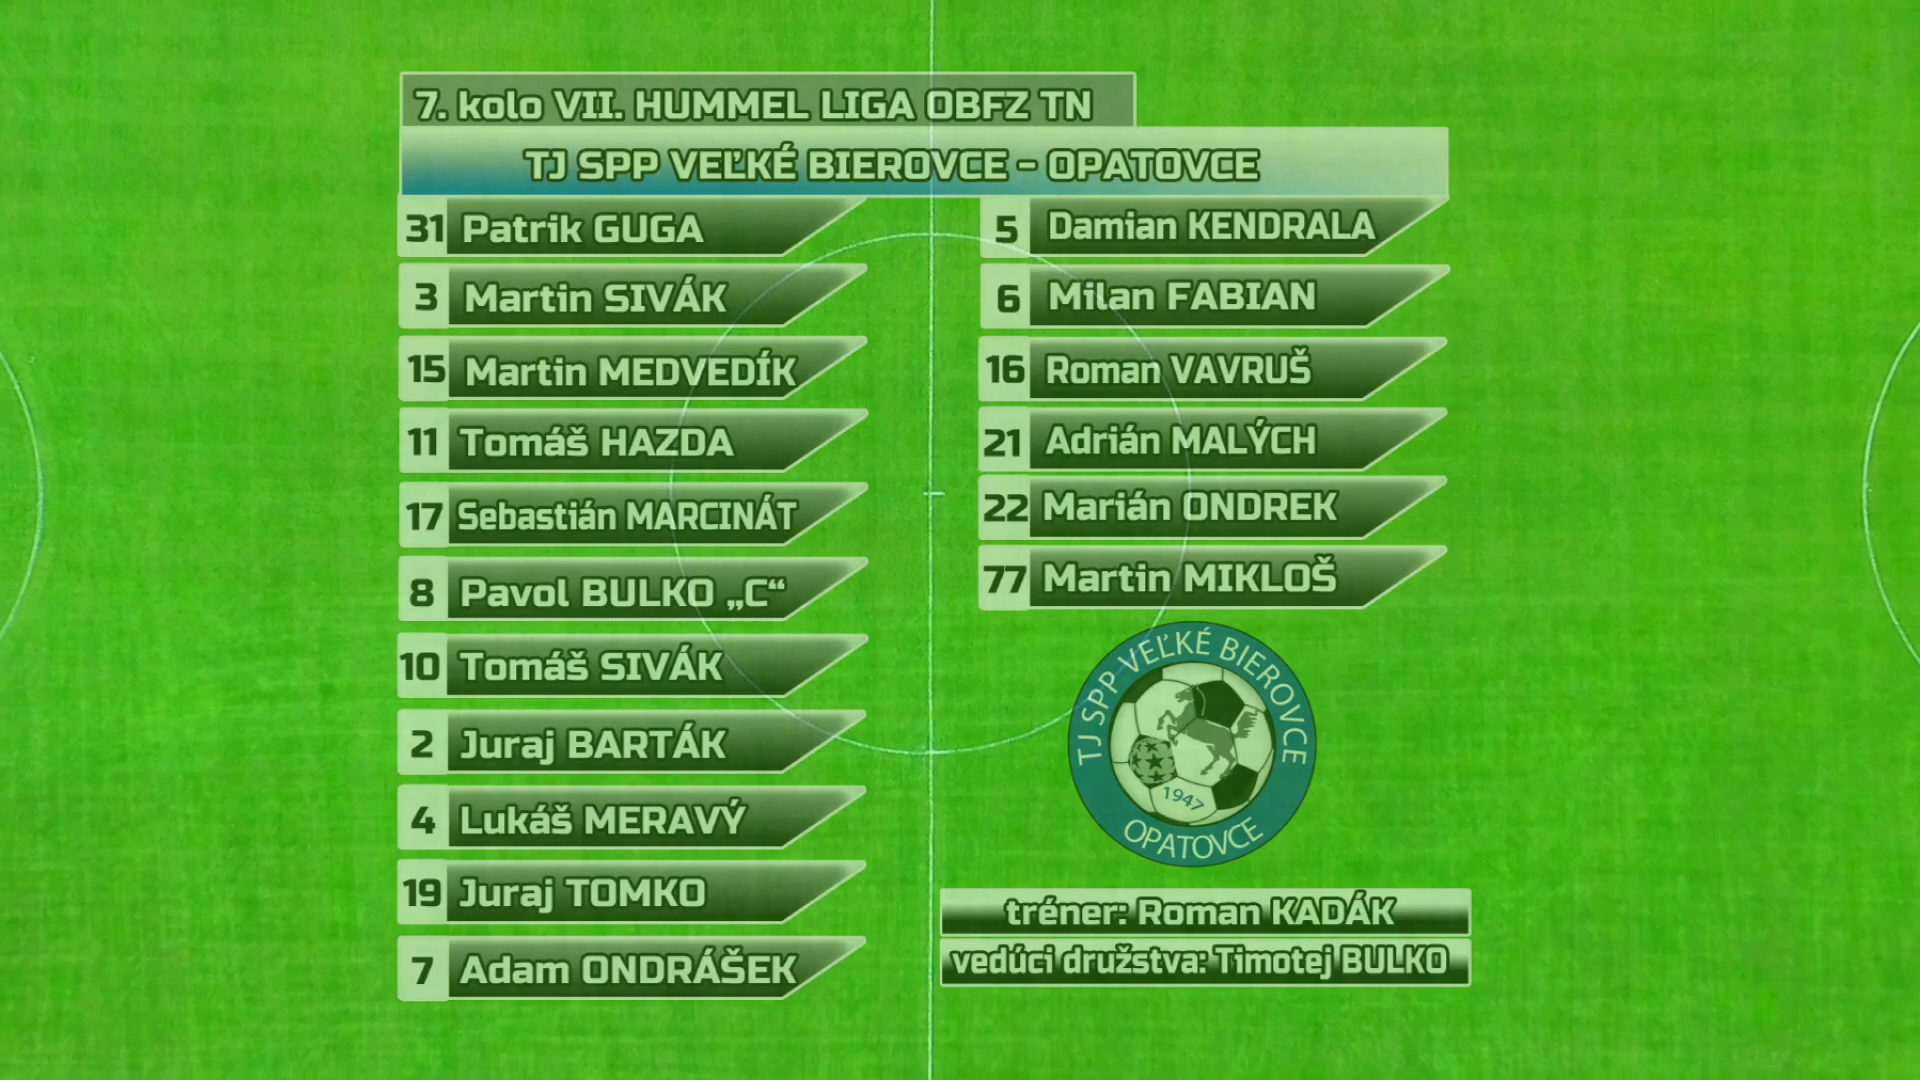 7. kolo VII. HUMMEL LIGA OBFZ TN
TJ SPP VEĽKÉ BIEROVCE - OPATOVCE
31 Patrik GUGA
3 Martin SIVÁK
15 Martin MEDVEDÍK
11 Tomáš HAZDA
17 Sebastián MARCINÁT
8 Pavol BULKO „C“
10 Tomáš SIVÁK
2 Juraj BARTÁK
4 Lukáš MERAVÝ
19 Juraj TOMKO
7 Adam ONDRÁŠEK
5 Damian KENDRALA
6 Milan FABIAN
16 Roman VAVRUŠ
21 Adrián MALÝCH
22 Marián ONDREK
77 Martin MIKLOŠ
TJ SPP VEĽKÉ BIEROVCE
1947
OPATOVCE
tréner: Roman KADÁK
vedúci družstva: Timotej BULKO